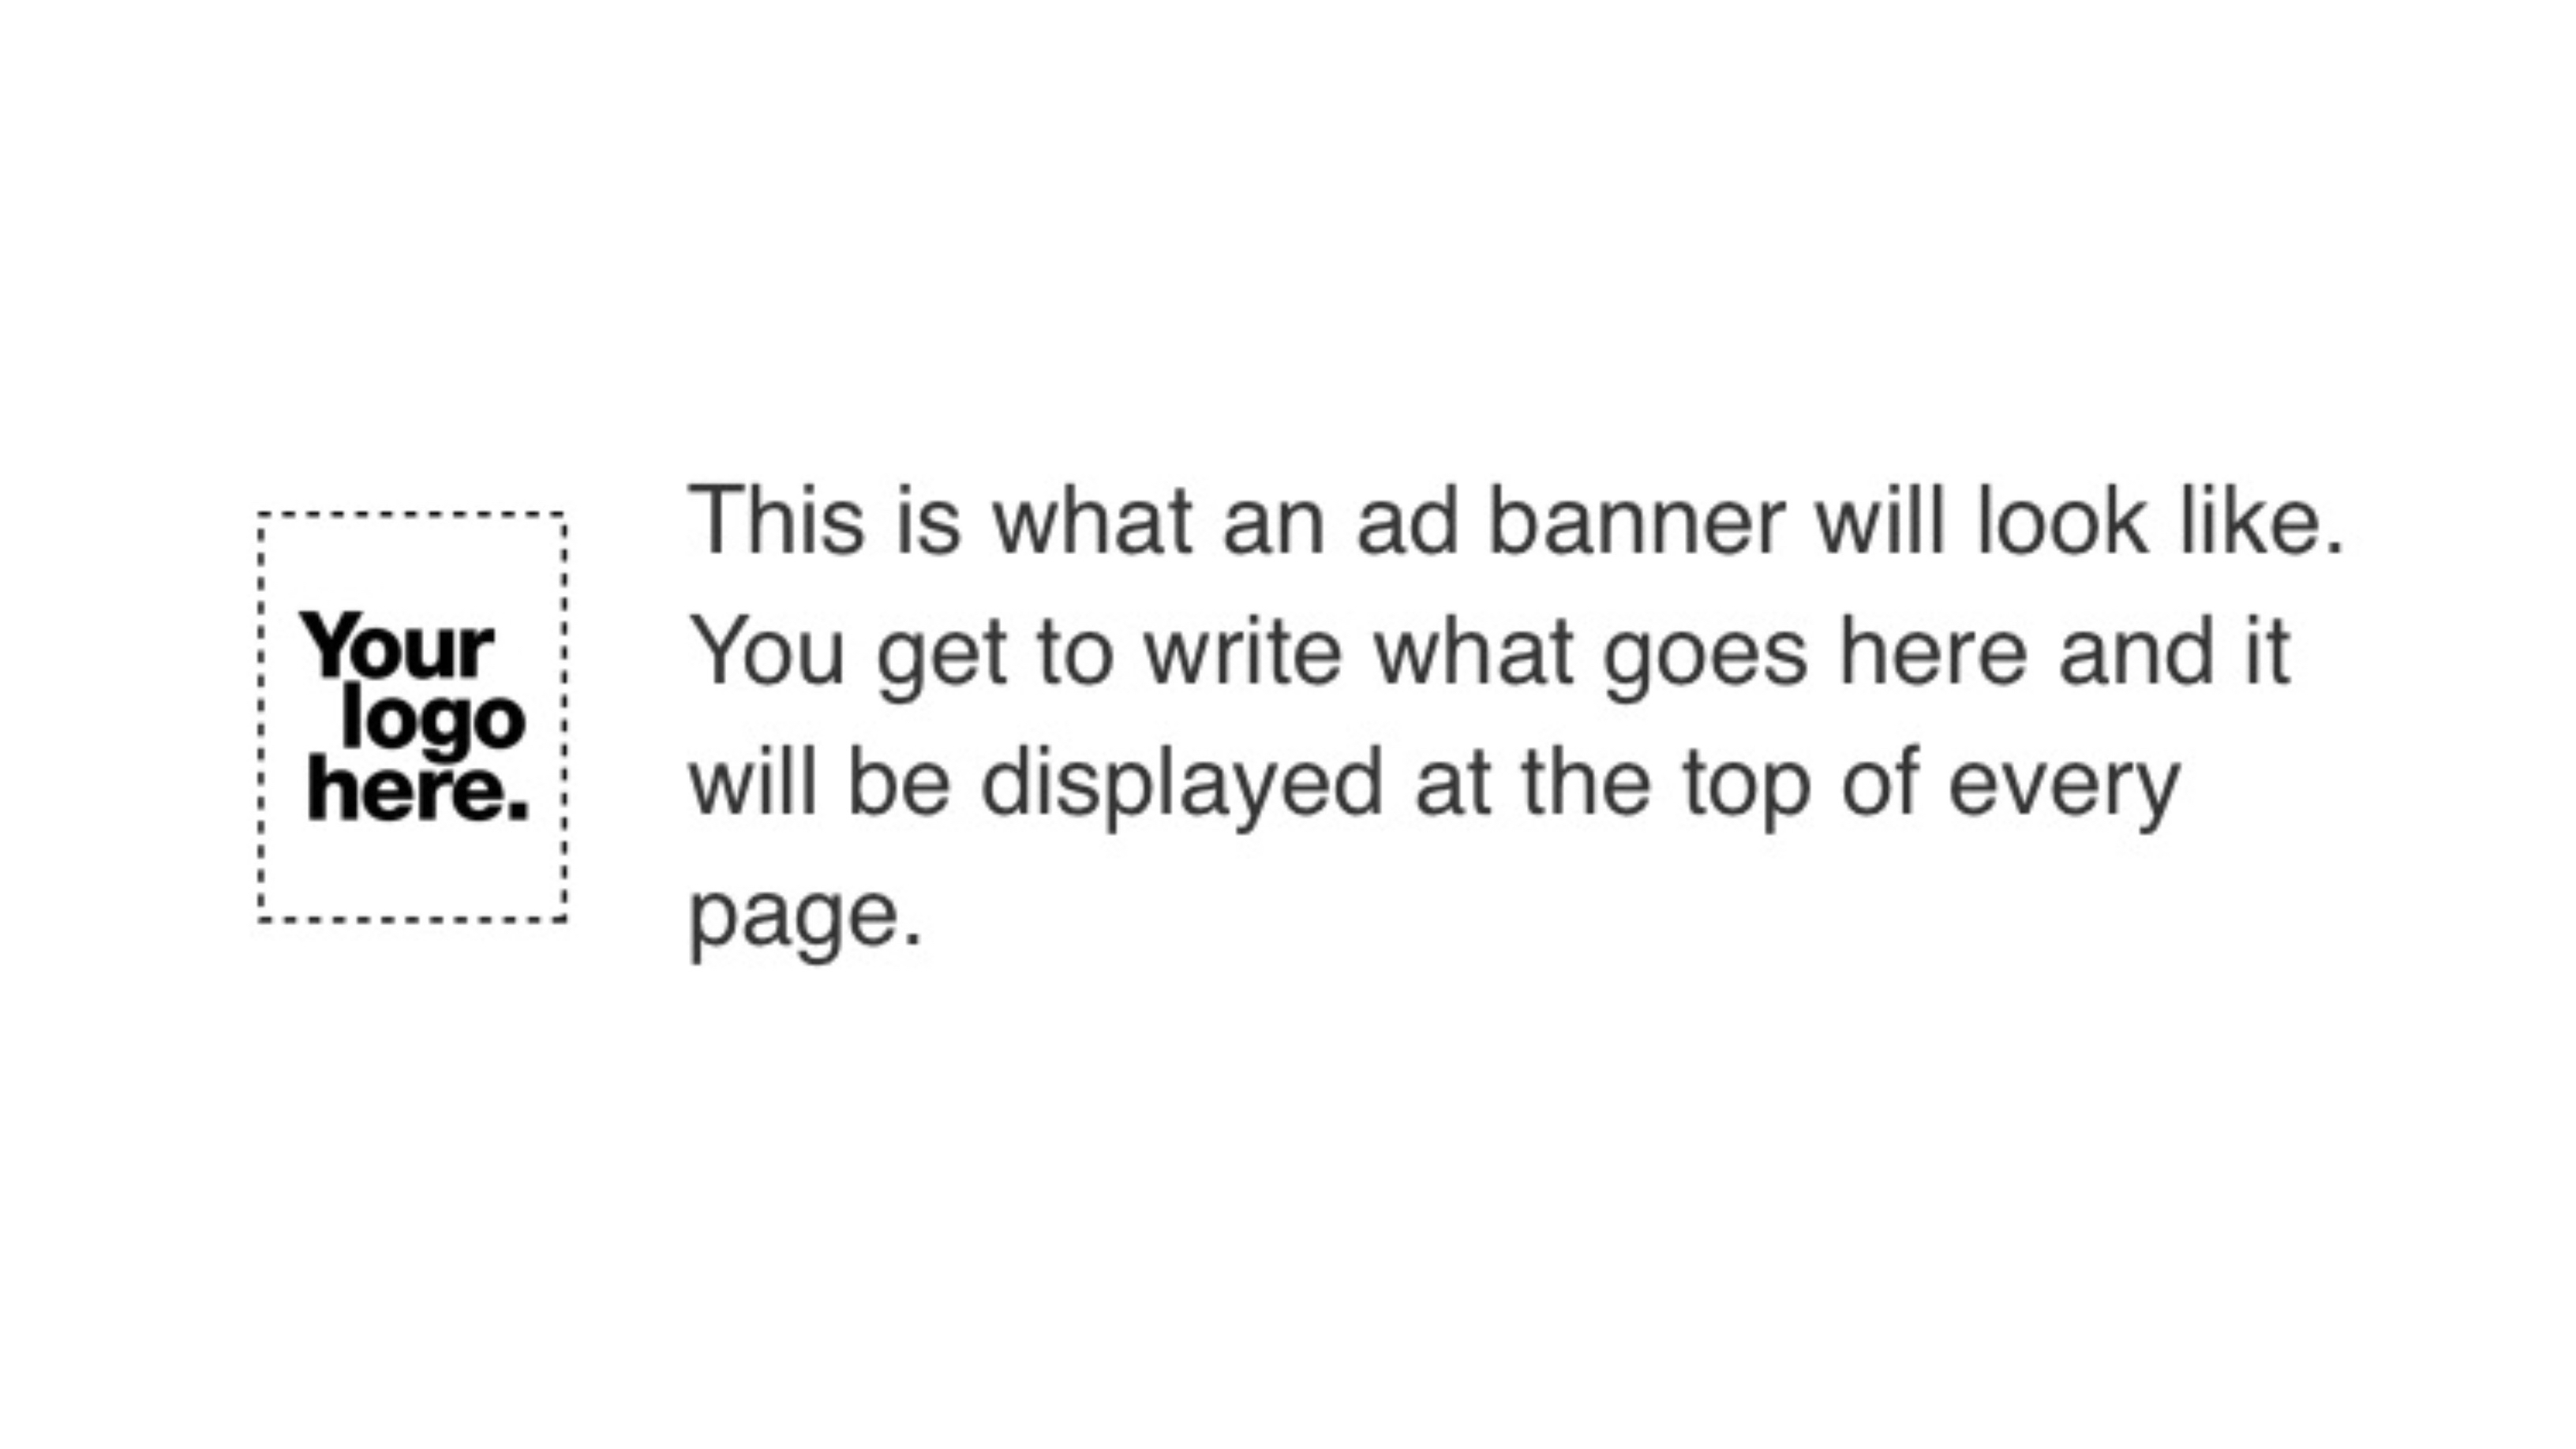 Your
logo
here.
This is what an ad banner will look like.
You get to write what goes here and it
will be displayed at the top of every
page.